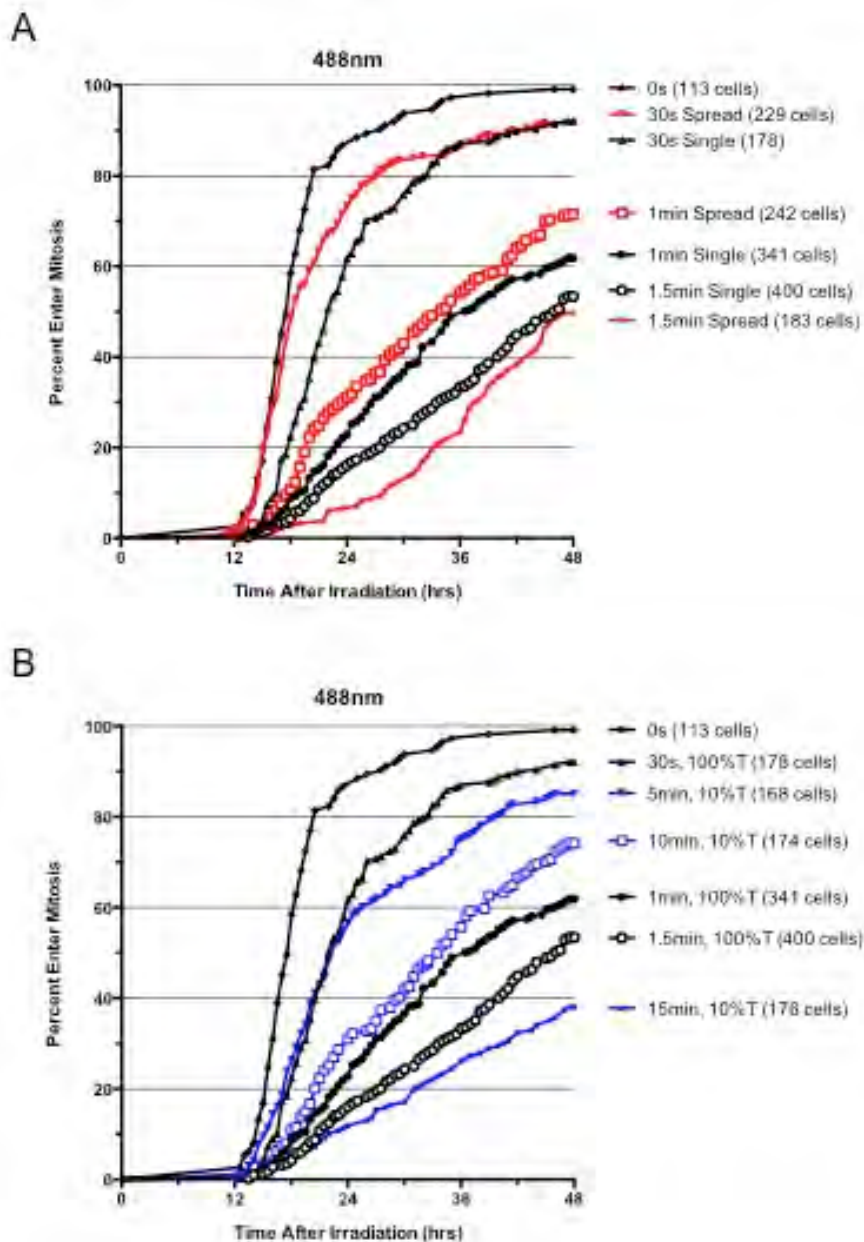 A
488nm
100
80
60
40
20
0
0 12 24 36 48
Percent Enter Mitosis
Time After Irradiation (hrs)
0s (113 cells)
30s Spread (229 cells)
30s Single (178)
1min Spread (242 cells)
1min Single (341 cells)
1.5min Single (400 cells)
1.5min Spread (183 cells)
B
488nm
100
80
60
40
20
0
0 12 24 36 48
Percent Enter Mitosis
Time After Irradiation (hrs)
0s (113 cells)
30s, 100%T (178 cells)
5min, 10%T (168 cells)
10min, 10%T (174 cells)
1min, 100%T (341 cells)
1.5min, 100%T (400 cells)
15min, 10%T (178 cells)